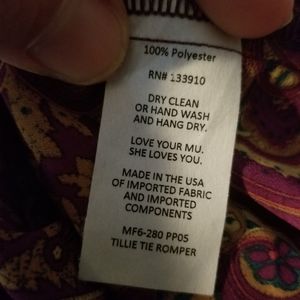 100% Polyester
RN# 133910
DRY CLEAN
OR HAND WASH
AND HANG DRY.
LOVE YOUR MU.
SHE LOVES YOU.
MADE IN THE USA
OF IMPORTED FABRIC
AND IMPORTED
COMPONENTS
MF6-280 PP05
TILLIE TIE ROMPER